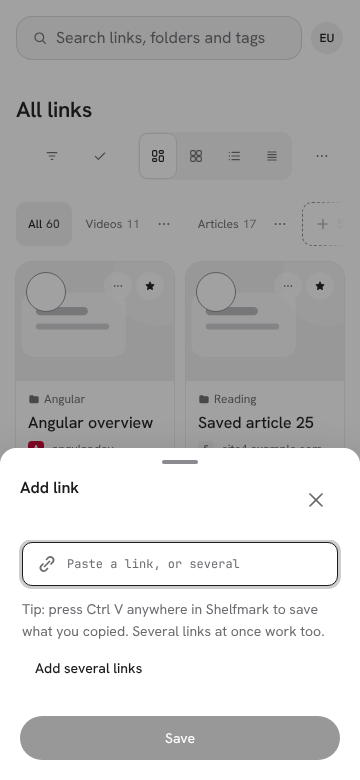 Search links, folders and tags
EU
All links
All 60
Videos 11
Articles 17
Angular
Reading
Angular overview
Saved article 25
Add link
Paste a link, or several
Tip: press Ctrl V anywhere in Shelfmark to save
what you copied. Several links at once work too.
Add several links
Save